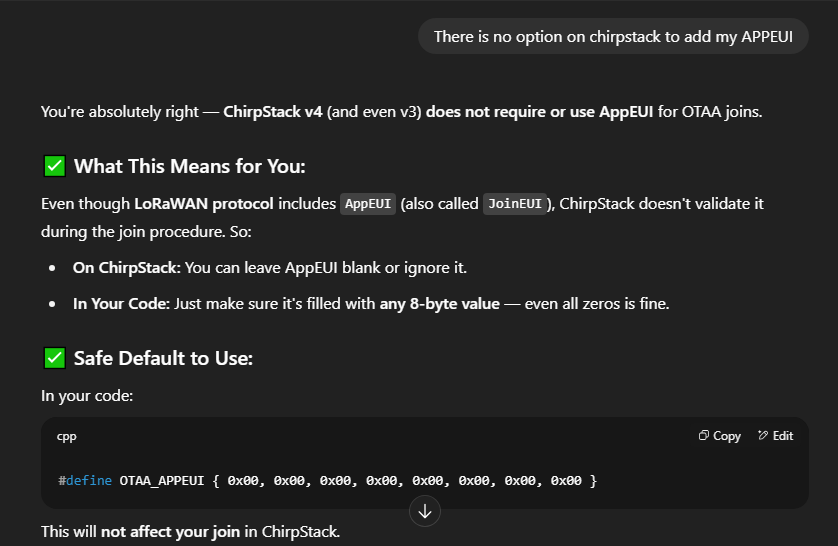 There is no option on chirpstack to add my APPEUI
You're absolutely right — ChirpStack v4 (and even v3) does not require or use AppEUI for OTAA joins.
✅ What This Means for You:
Even though LoRaWAN protocol includes AppEUI (also called JoinEUI), ChirpStack doesn't validate it
during the join procedure. So:
• On ChirpStack: You can leave AppEUI blank or ignore it.
• In Your Code: Just make sure it's filled with any 8-byte value — even all zeros is fine.
✅ Safe Default to Use:
In your code:
cpp Copy Edit
#define OTAA_APPEUI { 0x00, 0x00, 0x00, 0x00, 0x00, 0x00, 0x00, 0x00 }
This will not affect your join in ChirpStack.